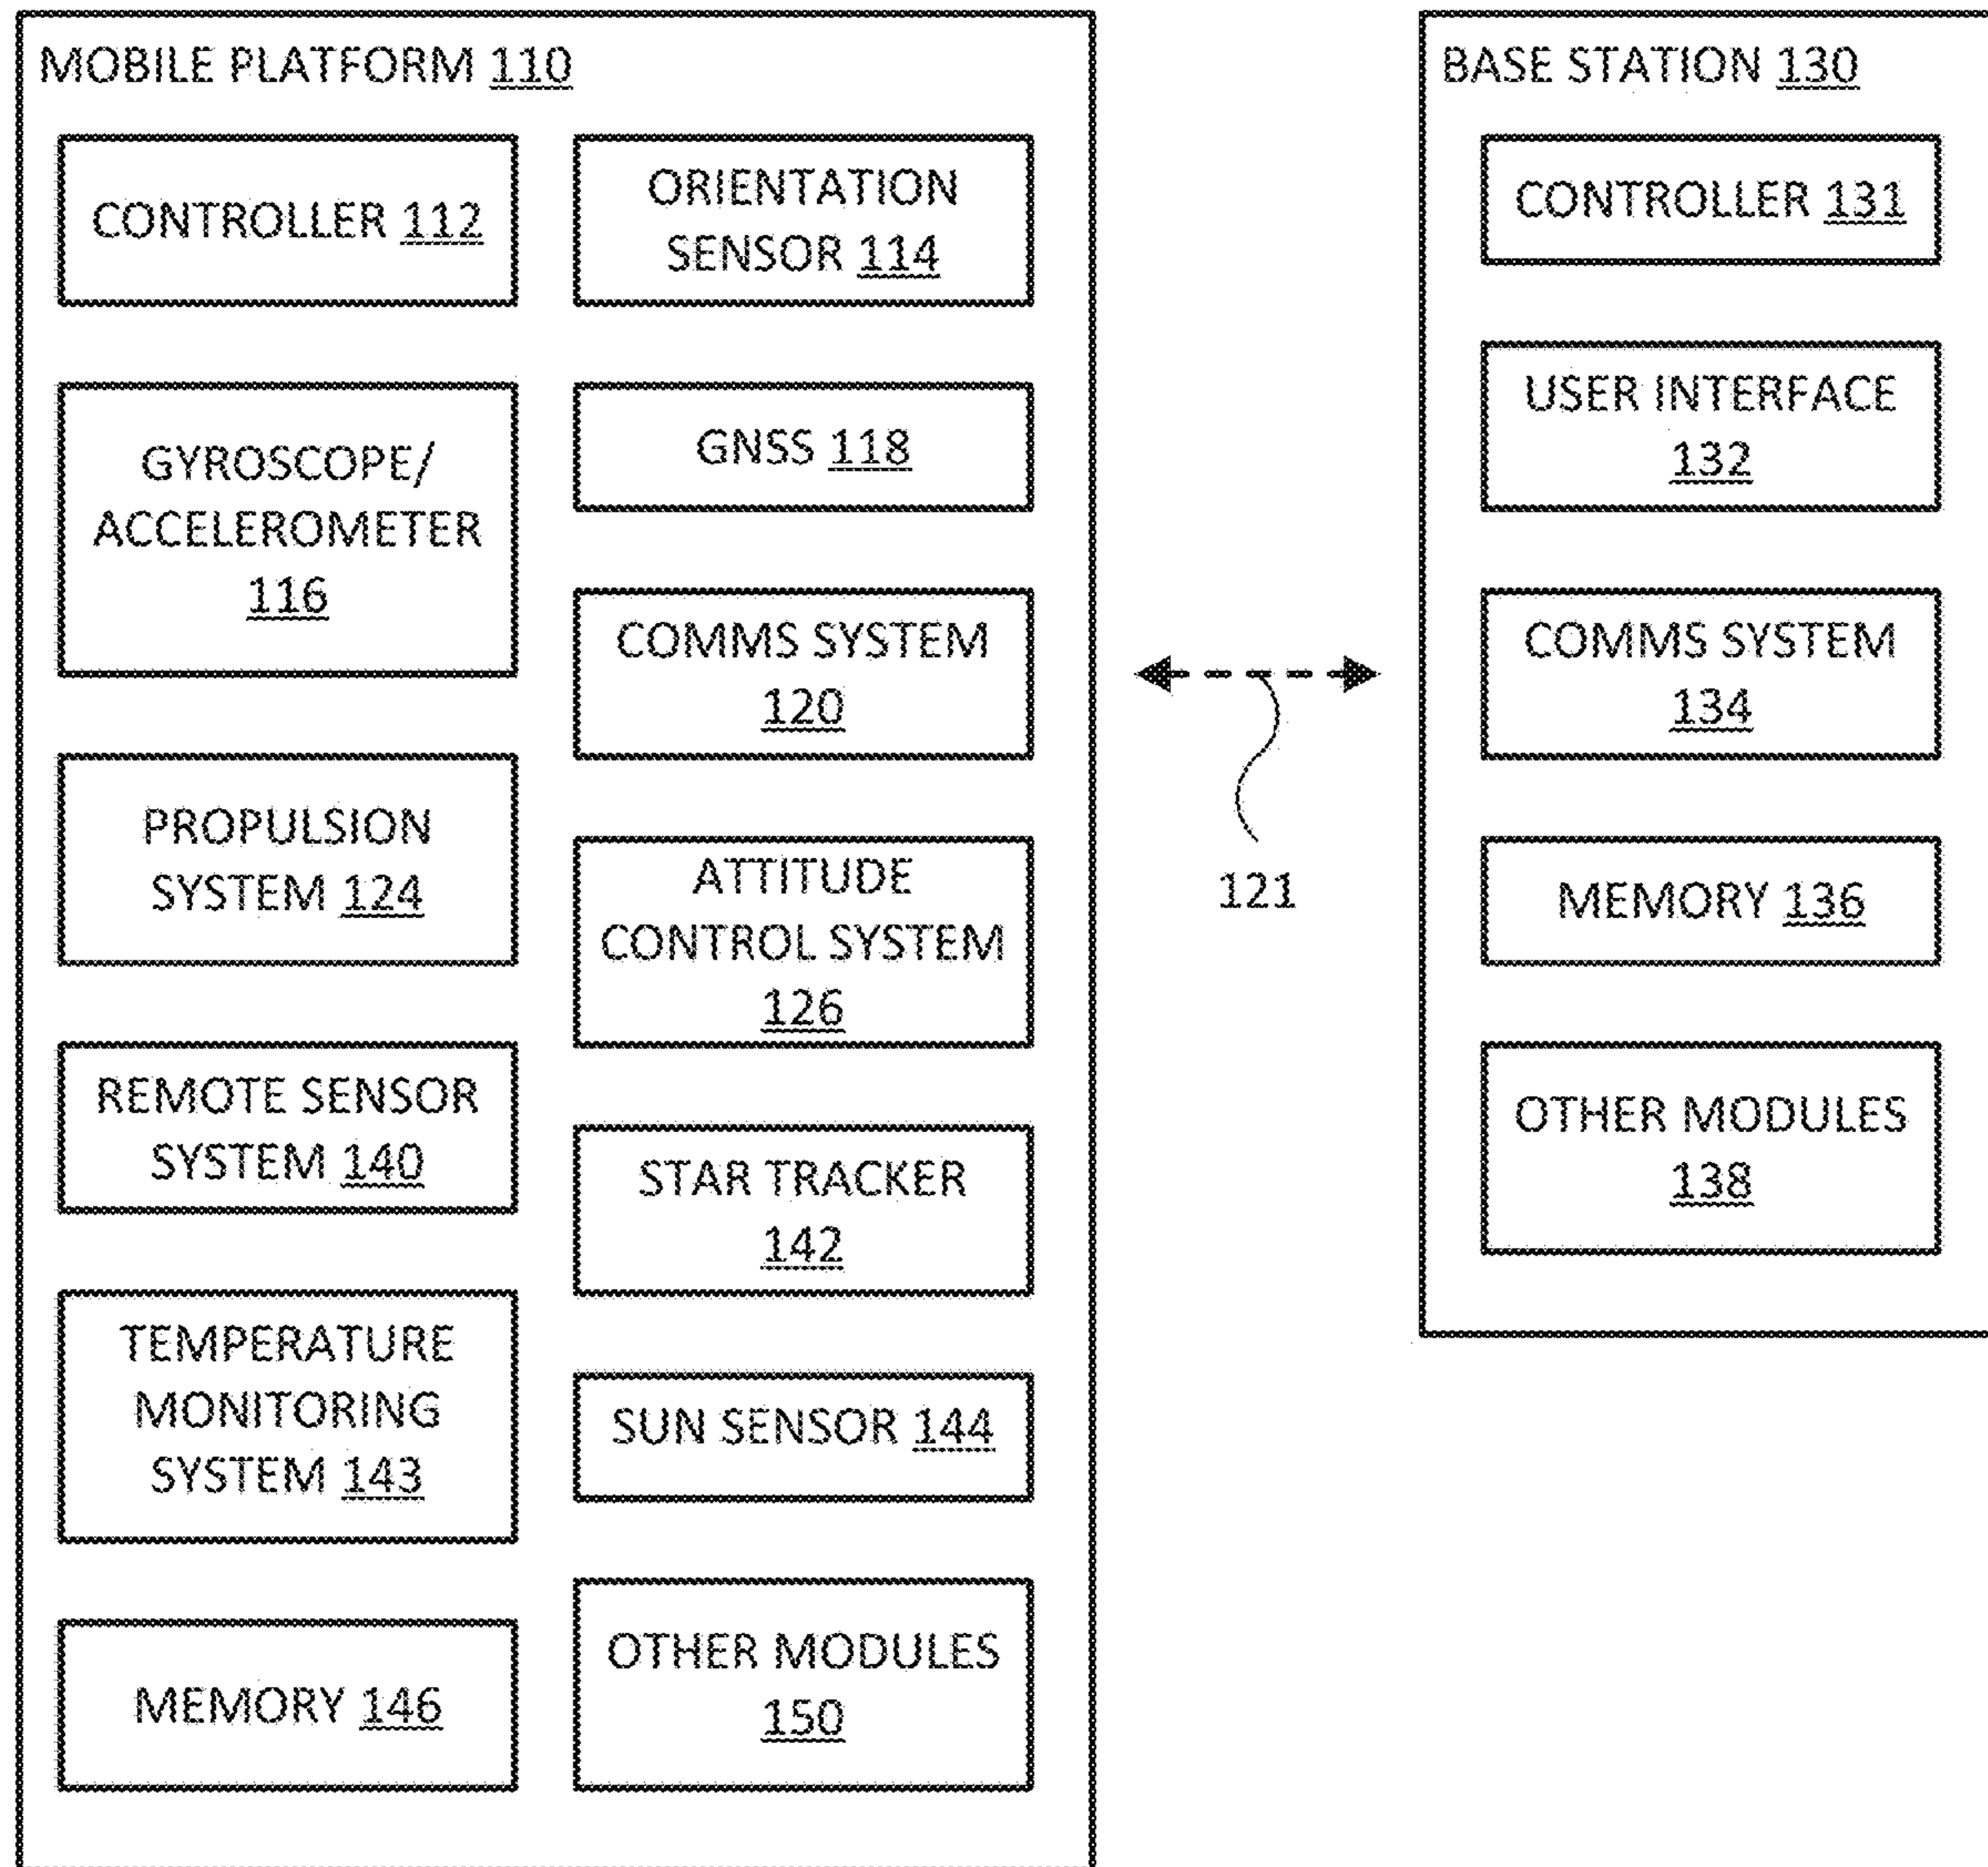 MOBILE PLATFORM 110
CONTROLLER 112
ORIENTATION
SENSOR 114
GYROSCOPE/
ACCELEROMETER
116
GNSS 118
COMMS SYSTEM
120
PROPULSION
SYSTEM 124
ATTITUDE
CONTROL SYSTEM
126
REMOTE SENSOR
SYSTEM 140
STAR TRACKER
142
TEMPERATURE
MONITORING
SYSTEM 143
SUN SENSOR 144
MEMORY 146
OTHER MODULES
150
121
BASE STATION 130
CONTROLLER 131
USER INTERFACE
132
COMMS SYSTEM
134
MEMORY 136
OTHER MODULES
138